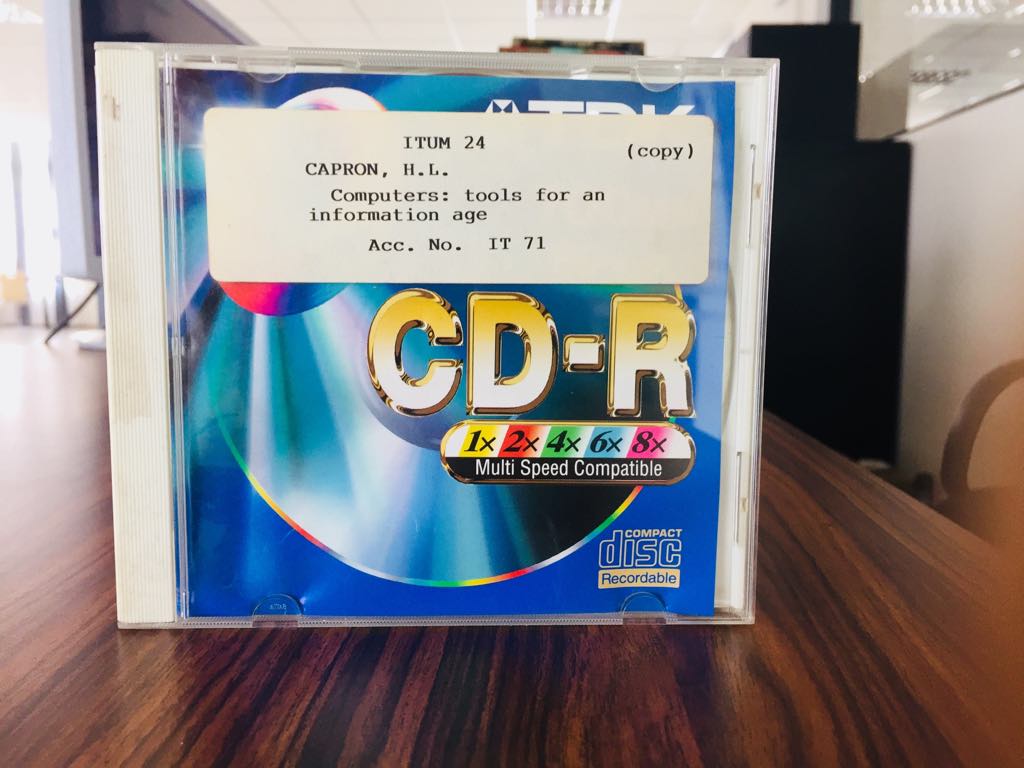 TDK
ITUM 24
(copy)
CAPRON, H.L.
Computers: tools for an
information age
Acc. No. IT 71
CD-R
1x 2x 4x 6x 8x
Multi Speed Compatible
COMPACT
disc
Recordable